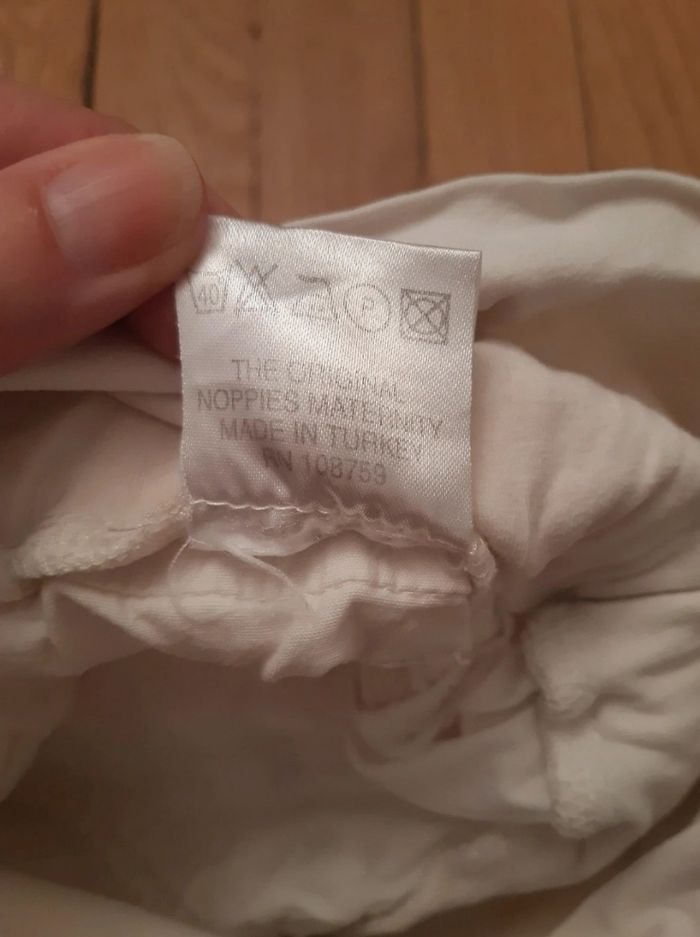 40 P
THE ORIGINAL
NOPPIES MATERNITY
MADE IN TURKEY
RN 108759